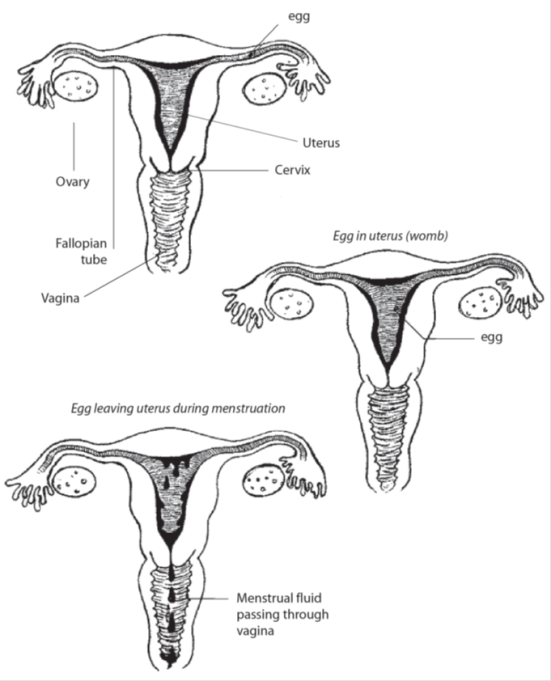 egg
Uterus
Cervix
Ovary
Fallopian
tube
Vagina
Egg in uterus (womb)
egg
Egg leaving uterus during menstruation
Menstrual fluid
passing through
vagina